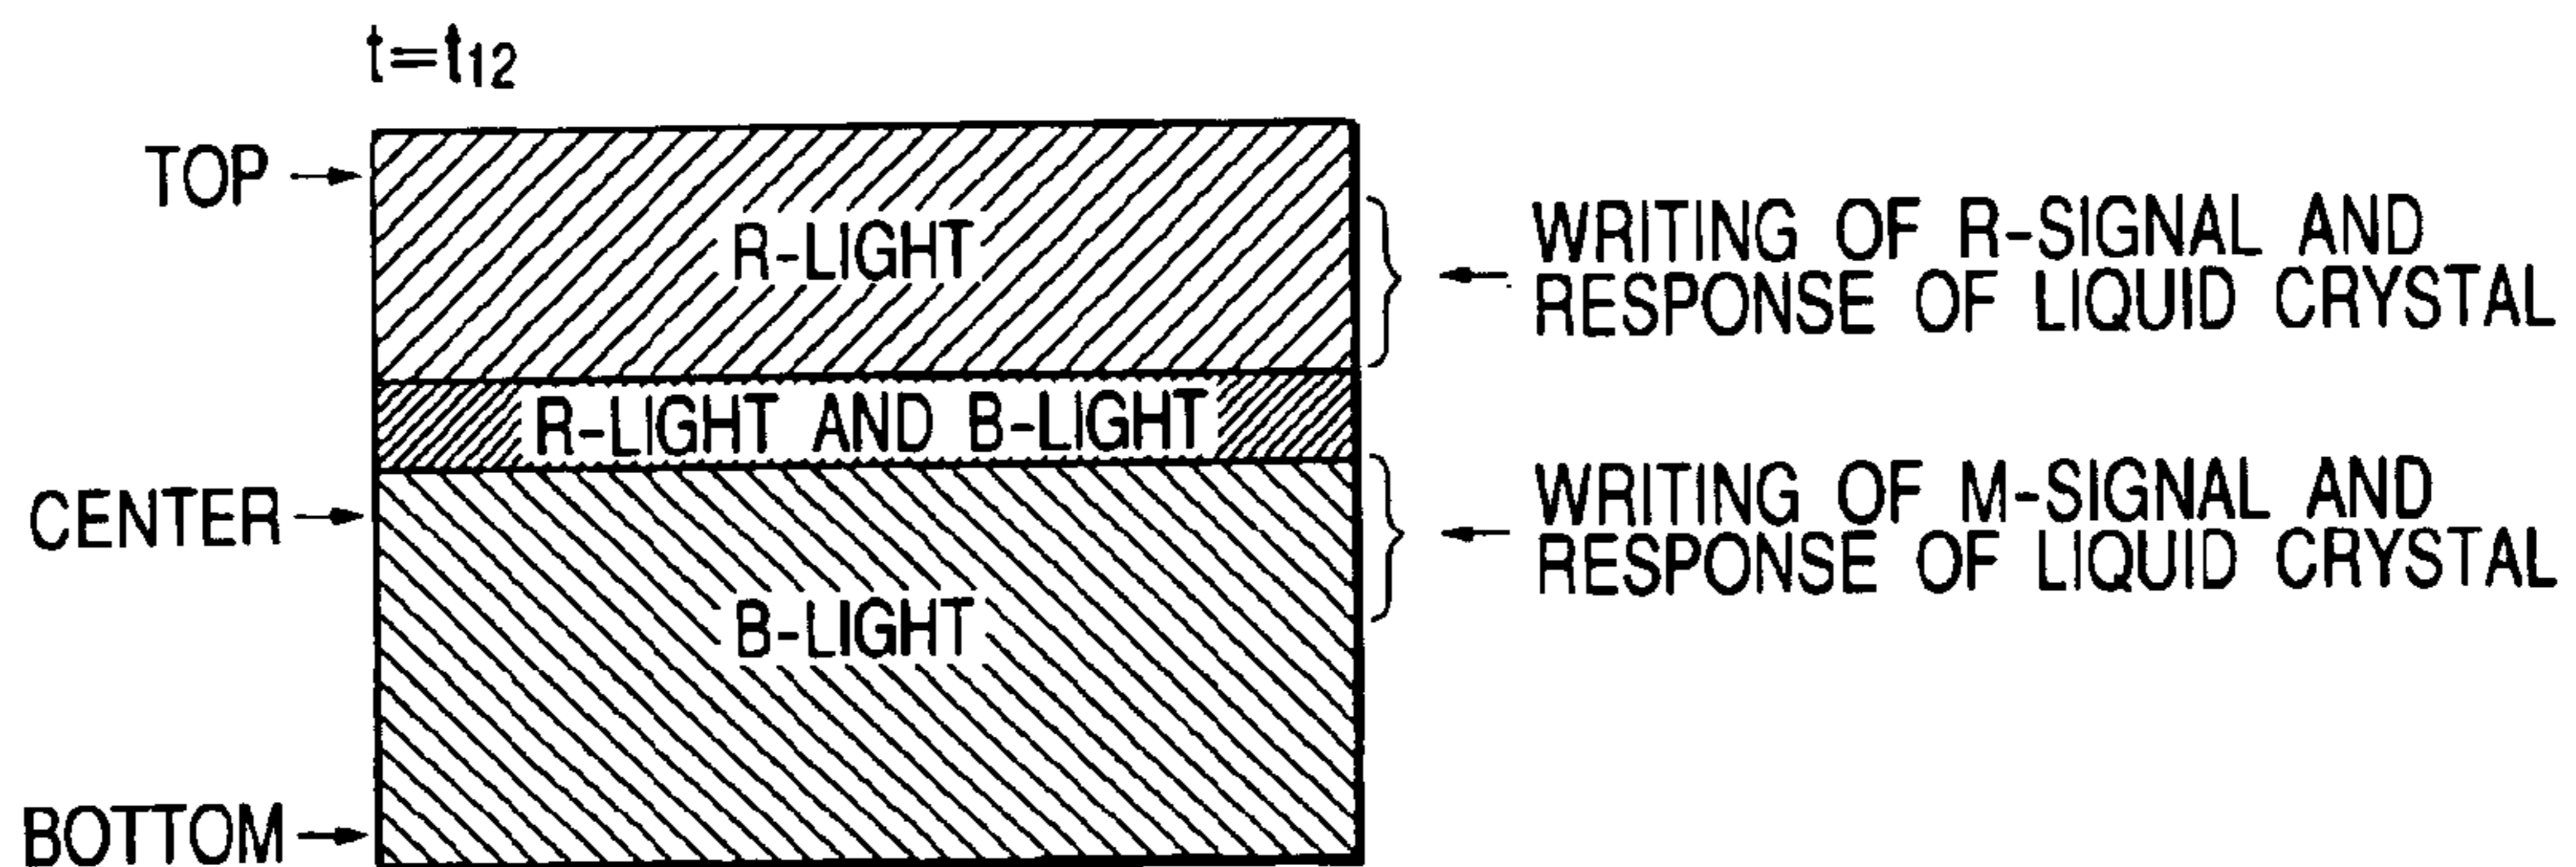 t=t12
TOP
R-LIGHT
WRITING OF R-SIGNAL AND
RESPONSE OF LIQUID CRYSTAL
R-LIGHT AND B-LIGHT
CENTER
WRITING OF M-SIGNAL AND
RESPONSE OF LIQUID CRYSTAL
B-LIGHT
BOTTOM